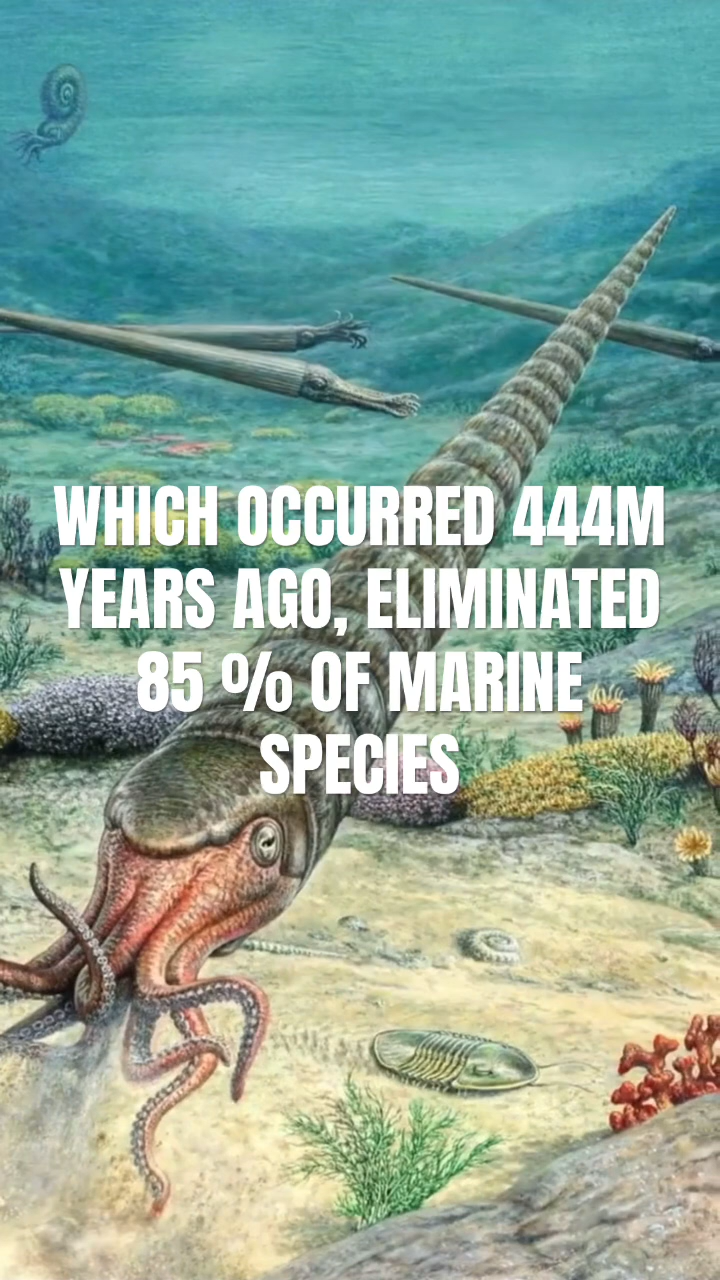 WHICH OCCURRED 444M
YEARS AGO, ELIMINATED
85 % OF MARINE
SPECIES